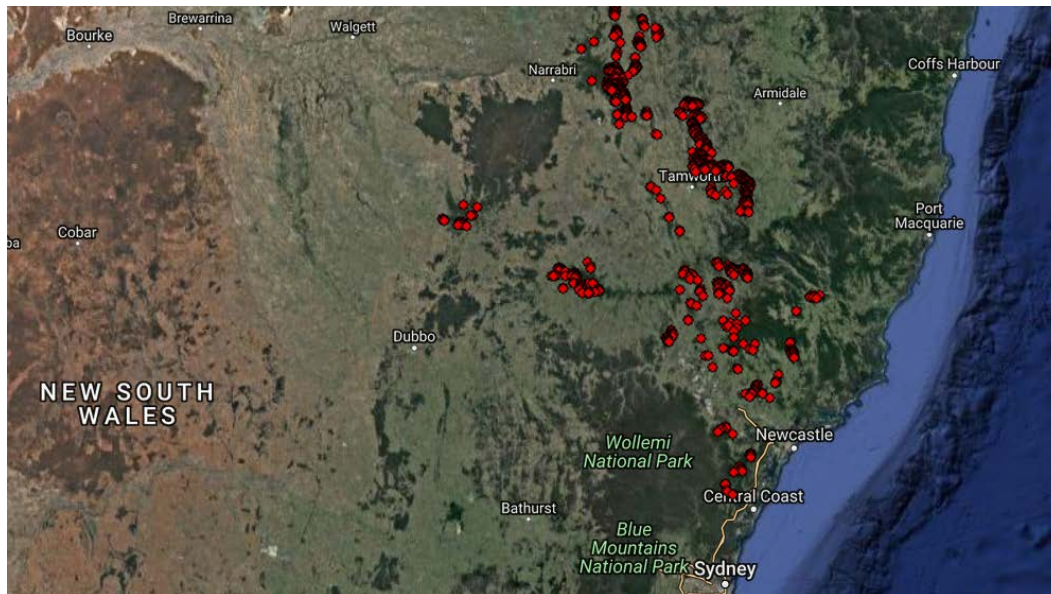 Brewarrina
Bourke
Walgett
Narrabri
Coffs Harbour
Armidale
Tamworth
Port
Macquarie
Cobar
ba
Dubbo
NEW SOUTH
WALES
Wollemi
National Park
Newcastle
Central Coast
Bathurst
Blue
Mountains
National Park
Sydney